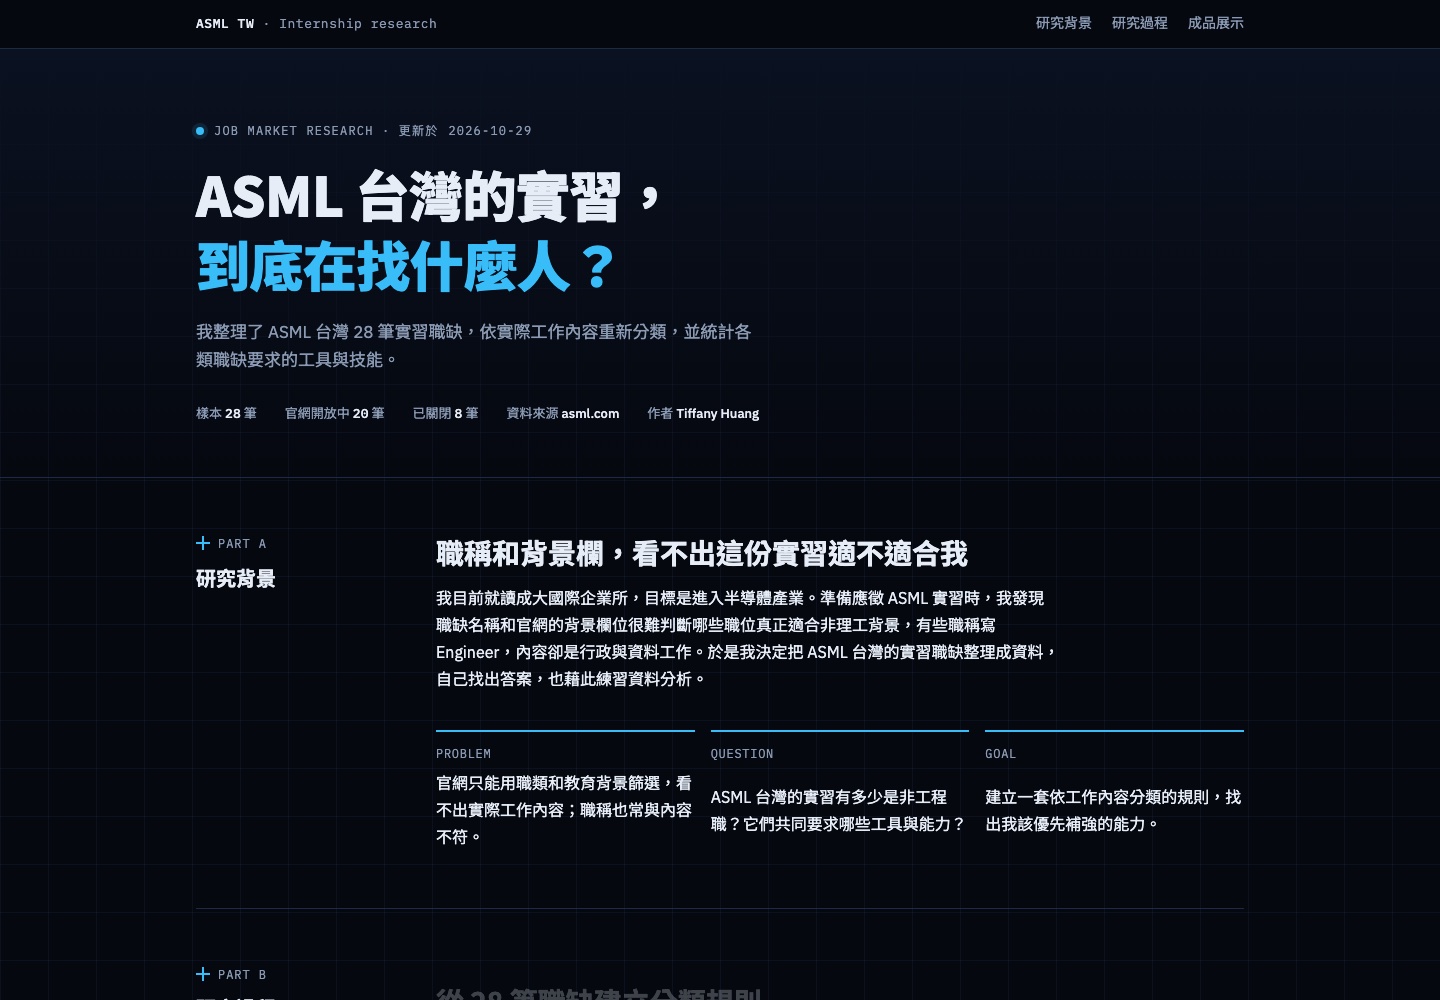 ASML TW · Internship research
研究背景 研究過程 成品展示
JOB MARKET RESEARCH · 更新於 2026-10-29
ASML 台灣的實習，
到底在找什麼人？
我整理了 ASML 台灣 28 筆實習職缺，依實際工作內容重新分類，並統計各
類職缺要求的工具與技能。
樣本 28 筆 官網開放中 20 筆 已關閉 8 筆 資料來源 asml.com 作者 Tiffany Huang
PART A
研究背景
職稱和背景欄，看不出這份實習適不適合我
我目前就讀成大國際企業所，目標是進入半導體產業。準備應徵 ASML 實習時，我發現
職缺名稱和官網的背景欄位很難判斷哪些職位真正適合非理工背景，有些職稱寫
Engineer，內容卻是行政與資料工作。於是我決定把 ASML 台灣的實習職缺整理成資料，
自己找出答案，也藉此練習資料分析。
PROBLEM
官網只能用職類和教育背景篩選，看
不出實際工作內容；職稱也常與內容
不符。
QUESTION
ASML 台灣的實習有多少是非工程
職？它們共同要求哪些工具與能力？
GOAL
建立一套依工作內容分類的規則，找
出我該優先補強的能力。
PART B
從 28 筆職缺建立分類規則